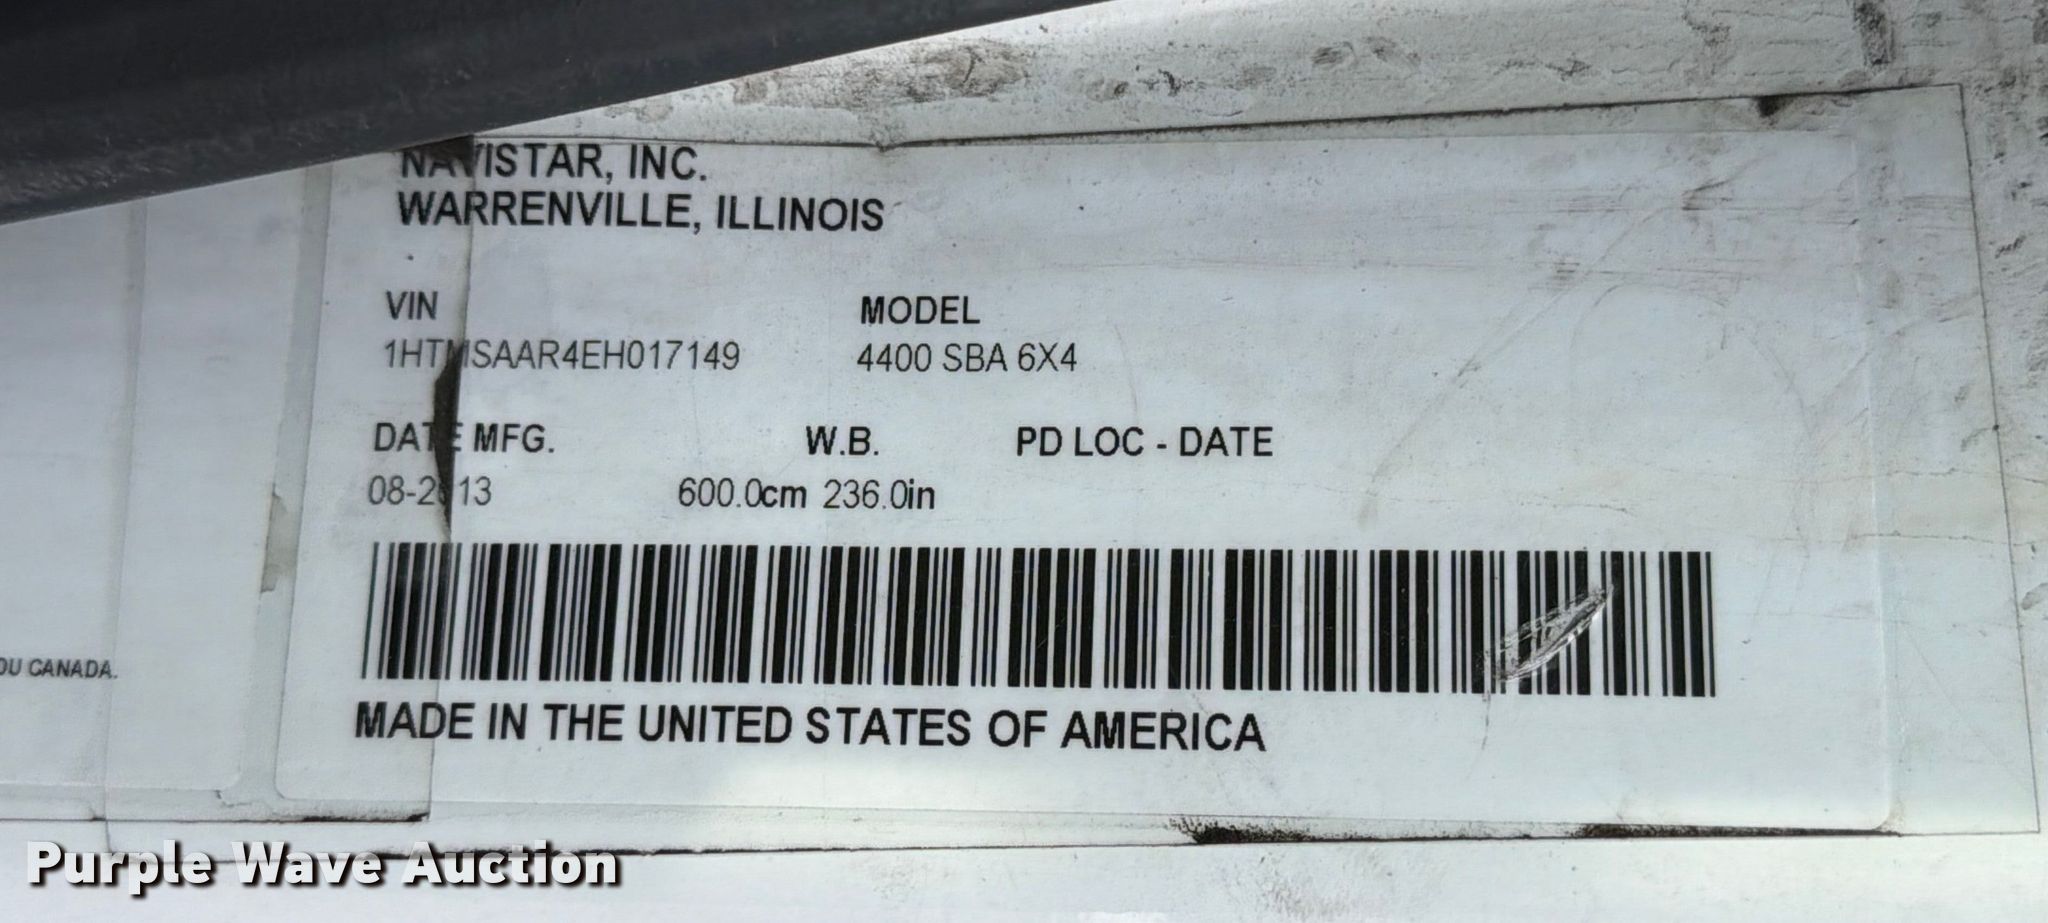 NAVISTAR, INC.
WARRENVILLE, ILLINOIS
VIN MODEL
1HTMSAAR4EH017149 4400 SBA 6X4
DATE MFG. W.B. PD LOC - DATE
08-2013 600.0cm 236.0in
OU CANADA.
MADE IN THE UNITED STATES OF AMERICA
Purple Wave Auction